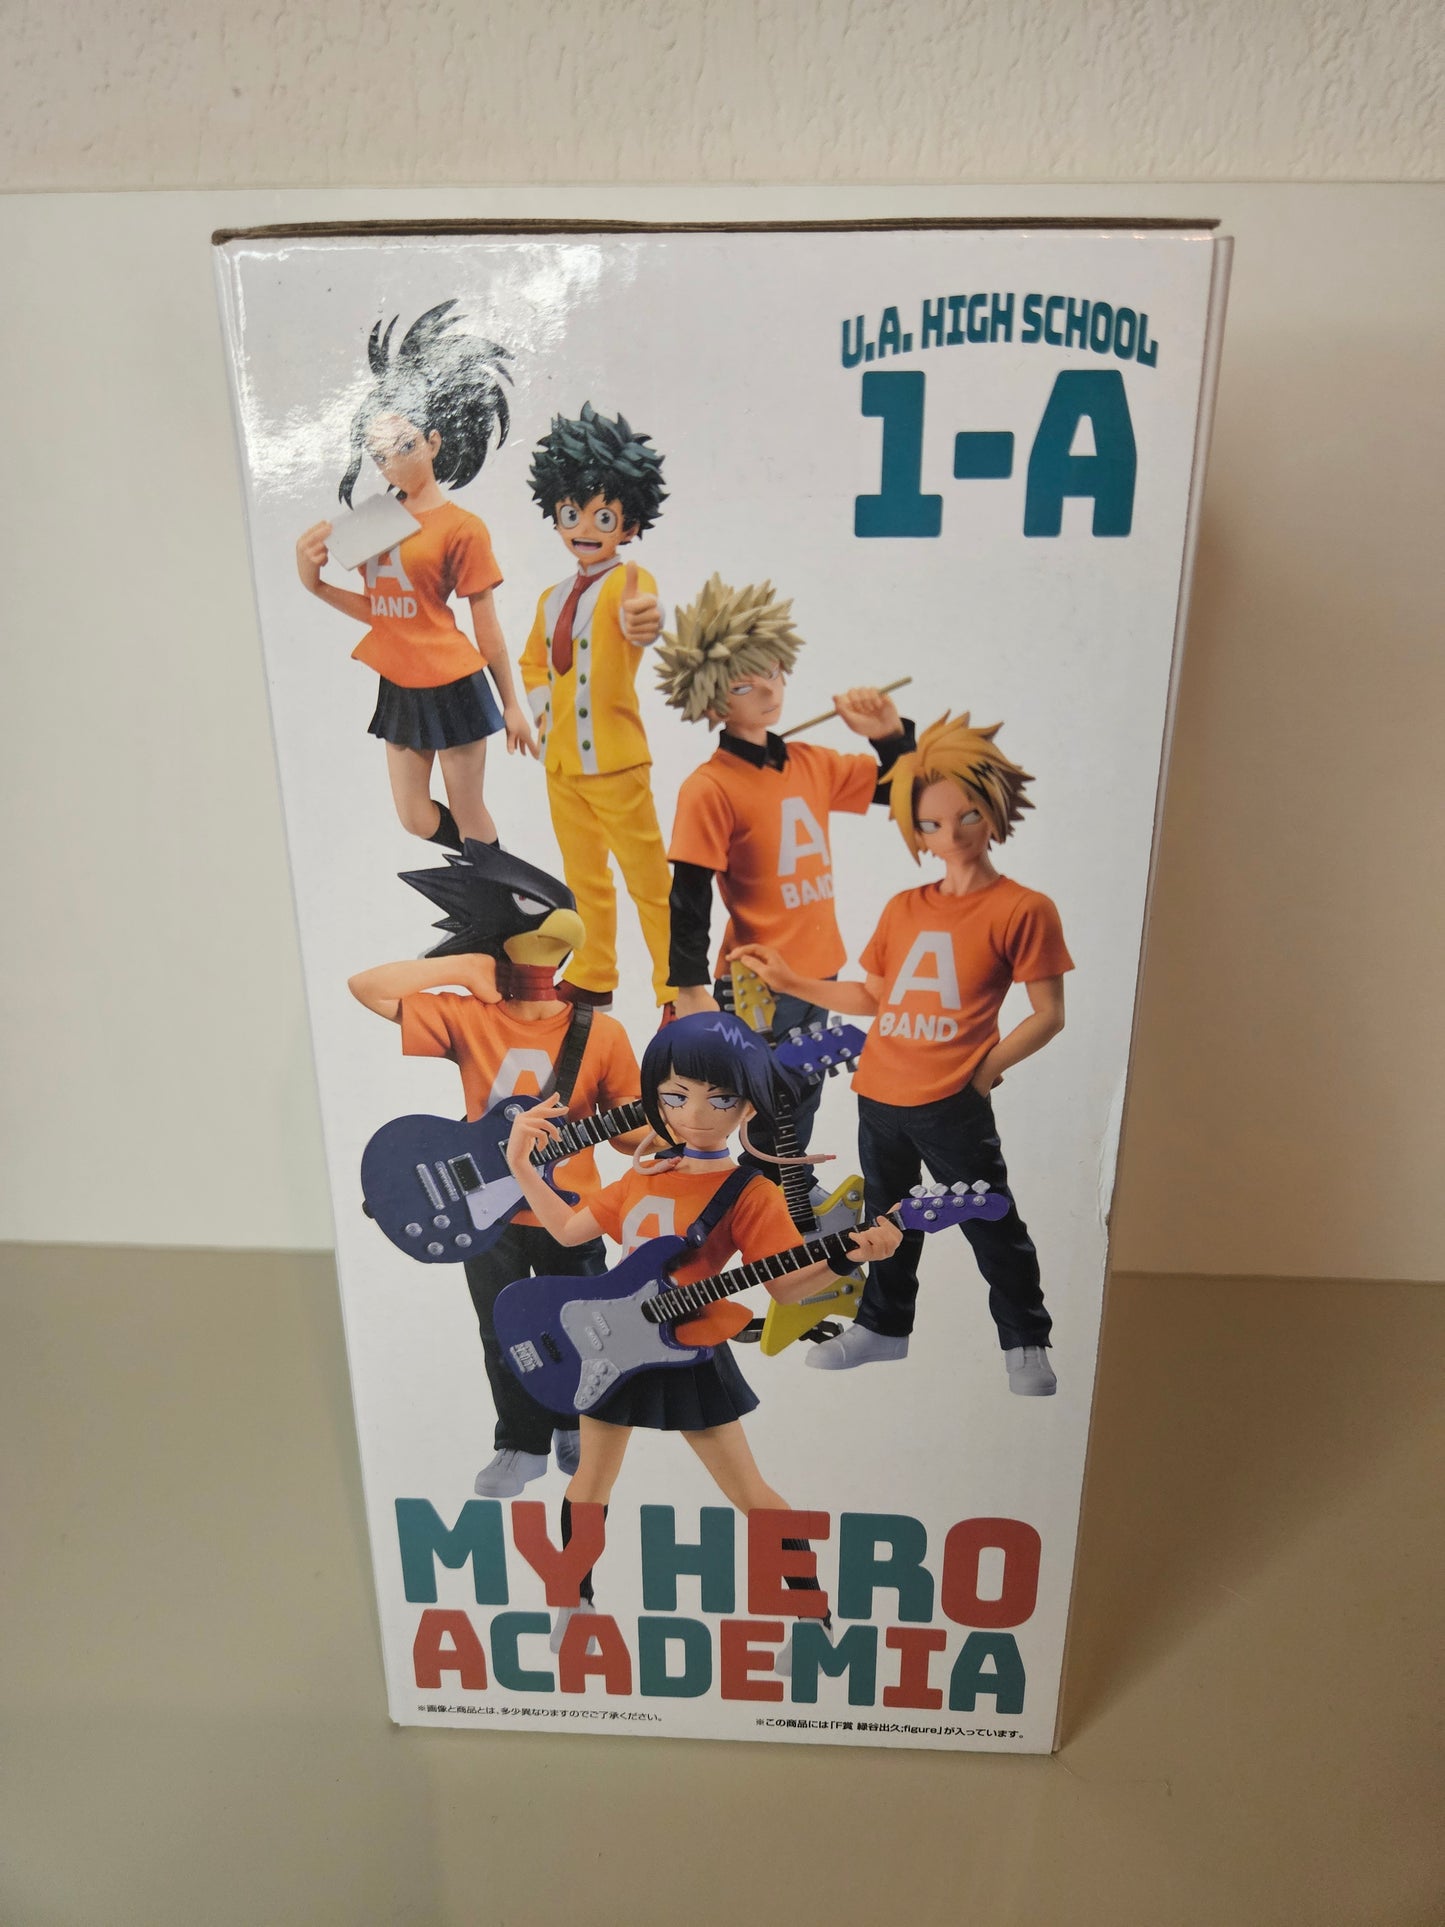 U.A. HIGH SCHOOL
1-A
A
BAND
A
BAND
A
BAND
A
A
MY HERO
ACADEMIA
※画像と商品とは、多少異なりますのでご了承ください。
※この商品には「F賞 緑谷出久;figure」が入っています。